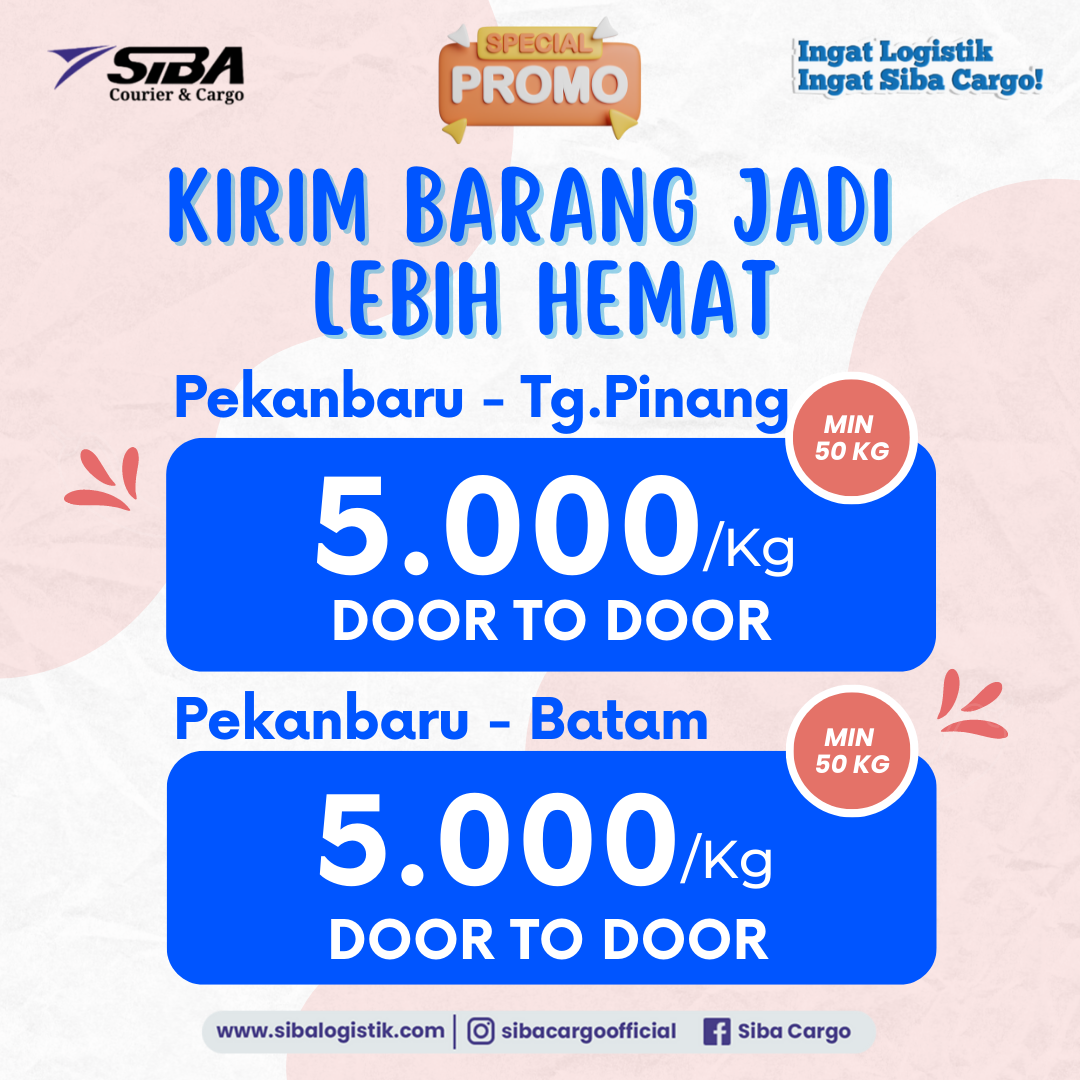 SiBA
Courier & Cargo
SPECIAL
PROMO
Ingat Logistik
Ingat Siba Cargo!
KIRIM BARANG JADI
LEBIH HEMAT
Pekanbaru - Tg.Pinang
MIN
50 KG
5.000/Kg
DOOR TO DOOR
Pekanbaru - Batam
MIN
50 KG
5.000/Kg
DOOR TO DOOR
www.sibalogistik.com | sibacargoofficial Siba Cargo